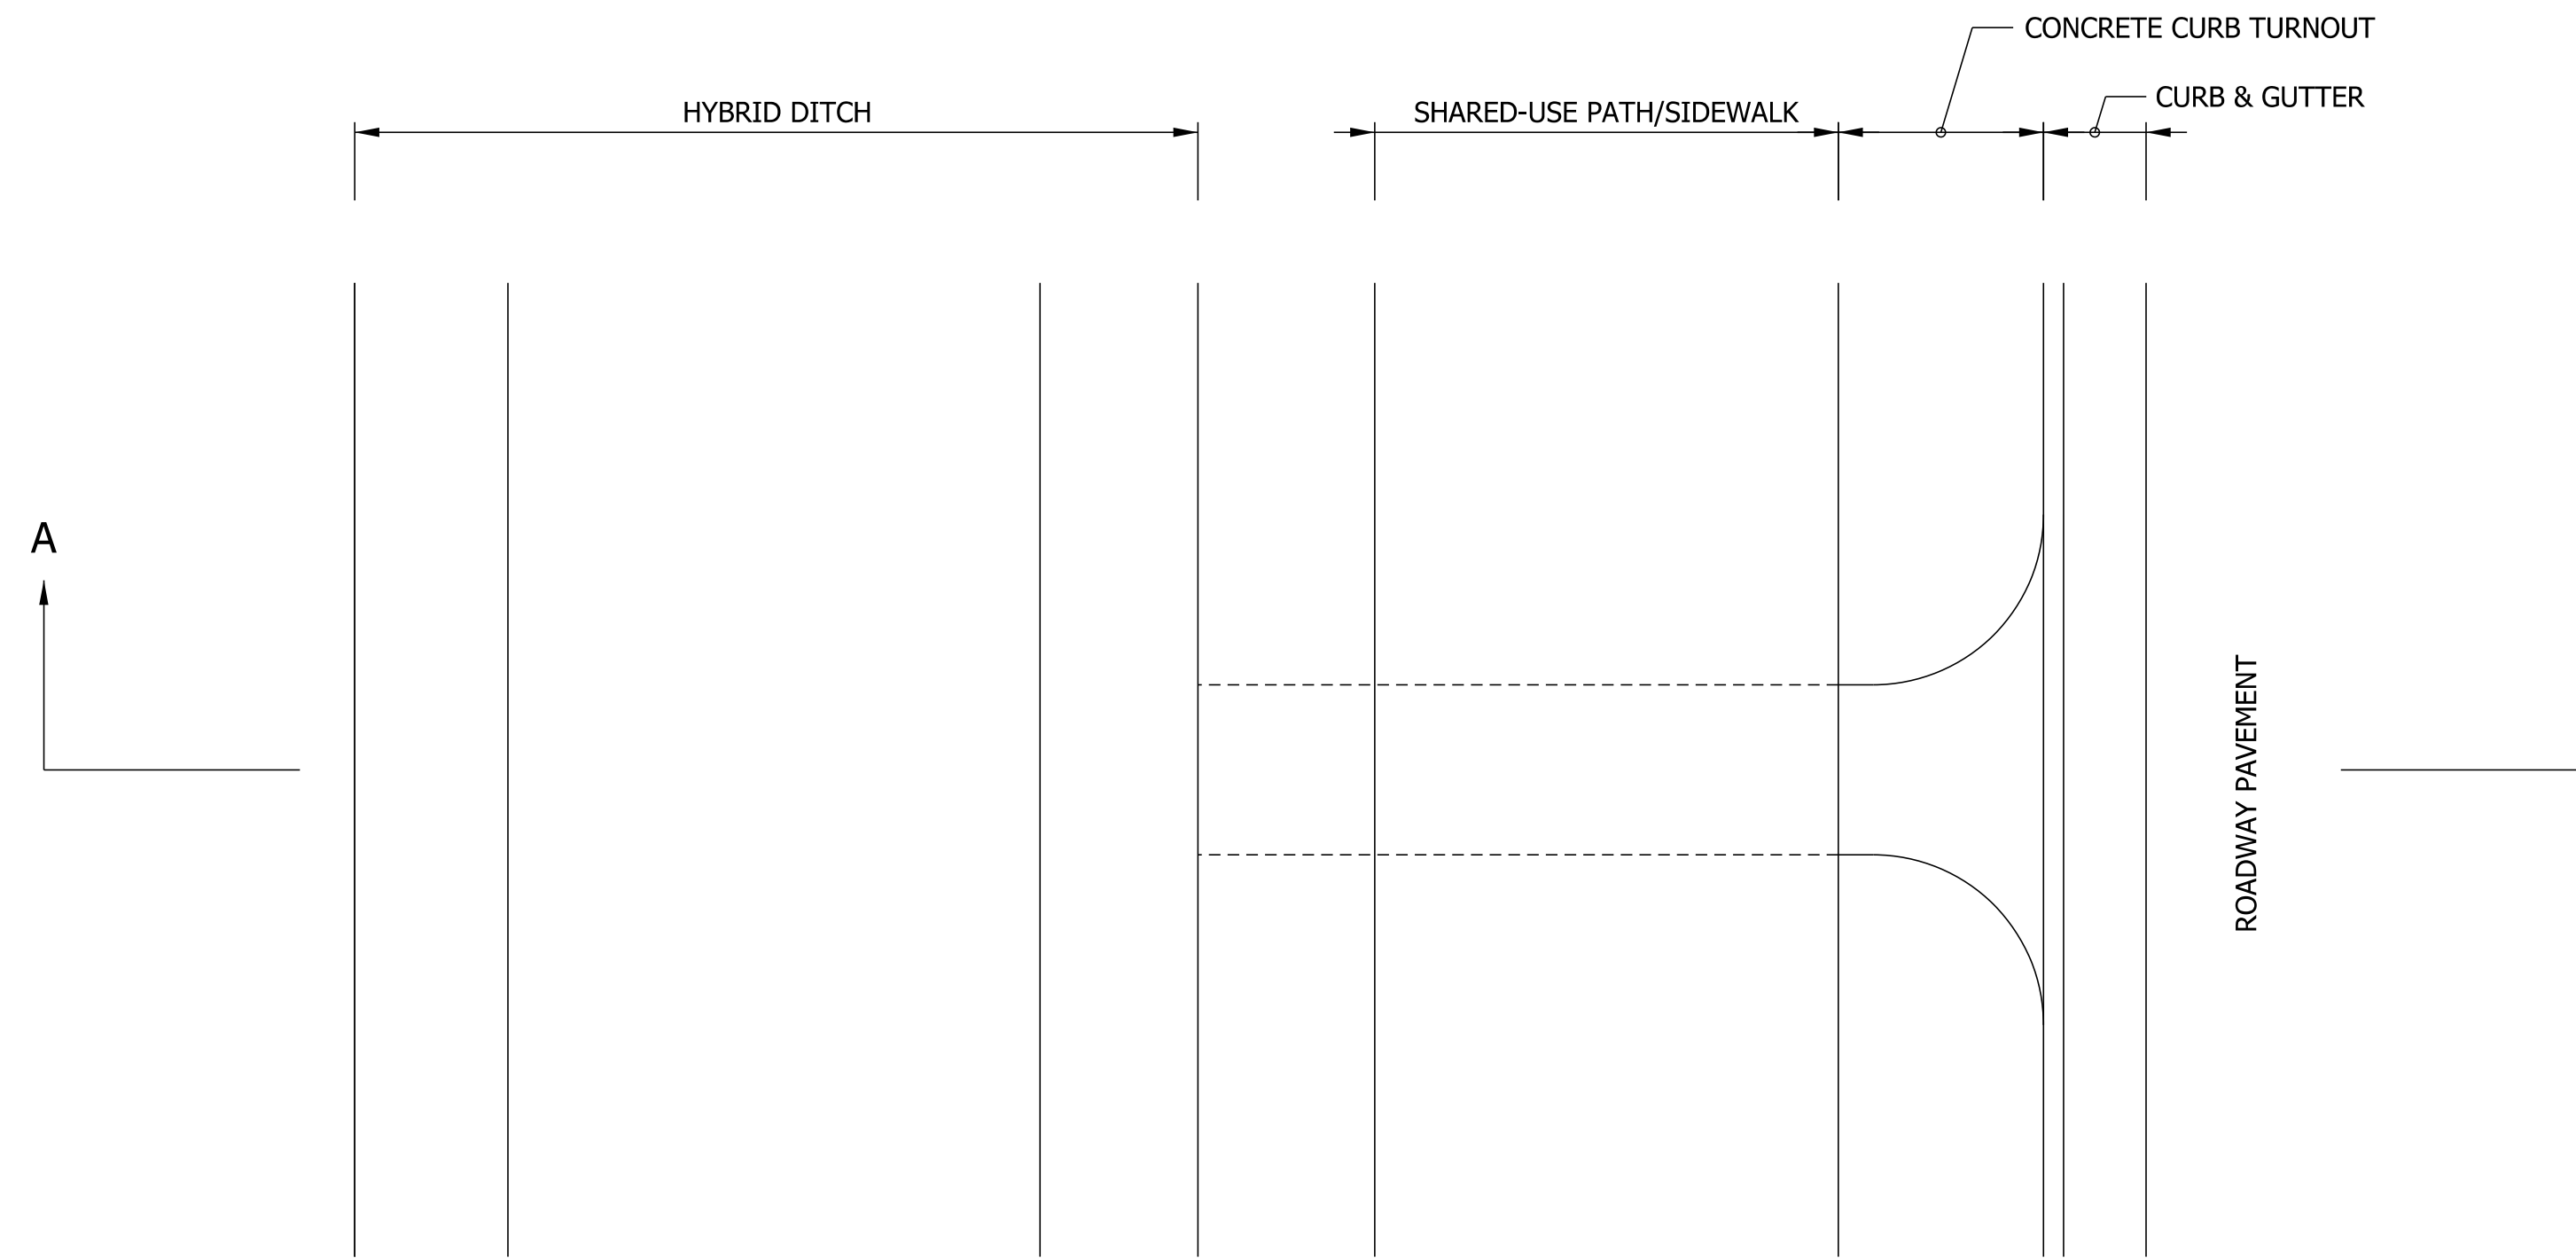 CONCRETE CURB TURNOUT
CURB & GUTTER
HYBRID DITCH
SHARED-USE PATH/SIDEWALK
A
ROADWAY PAVEMENT